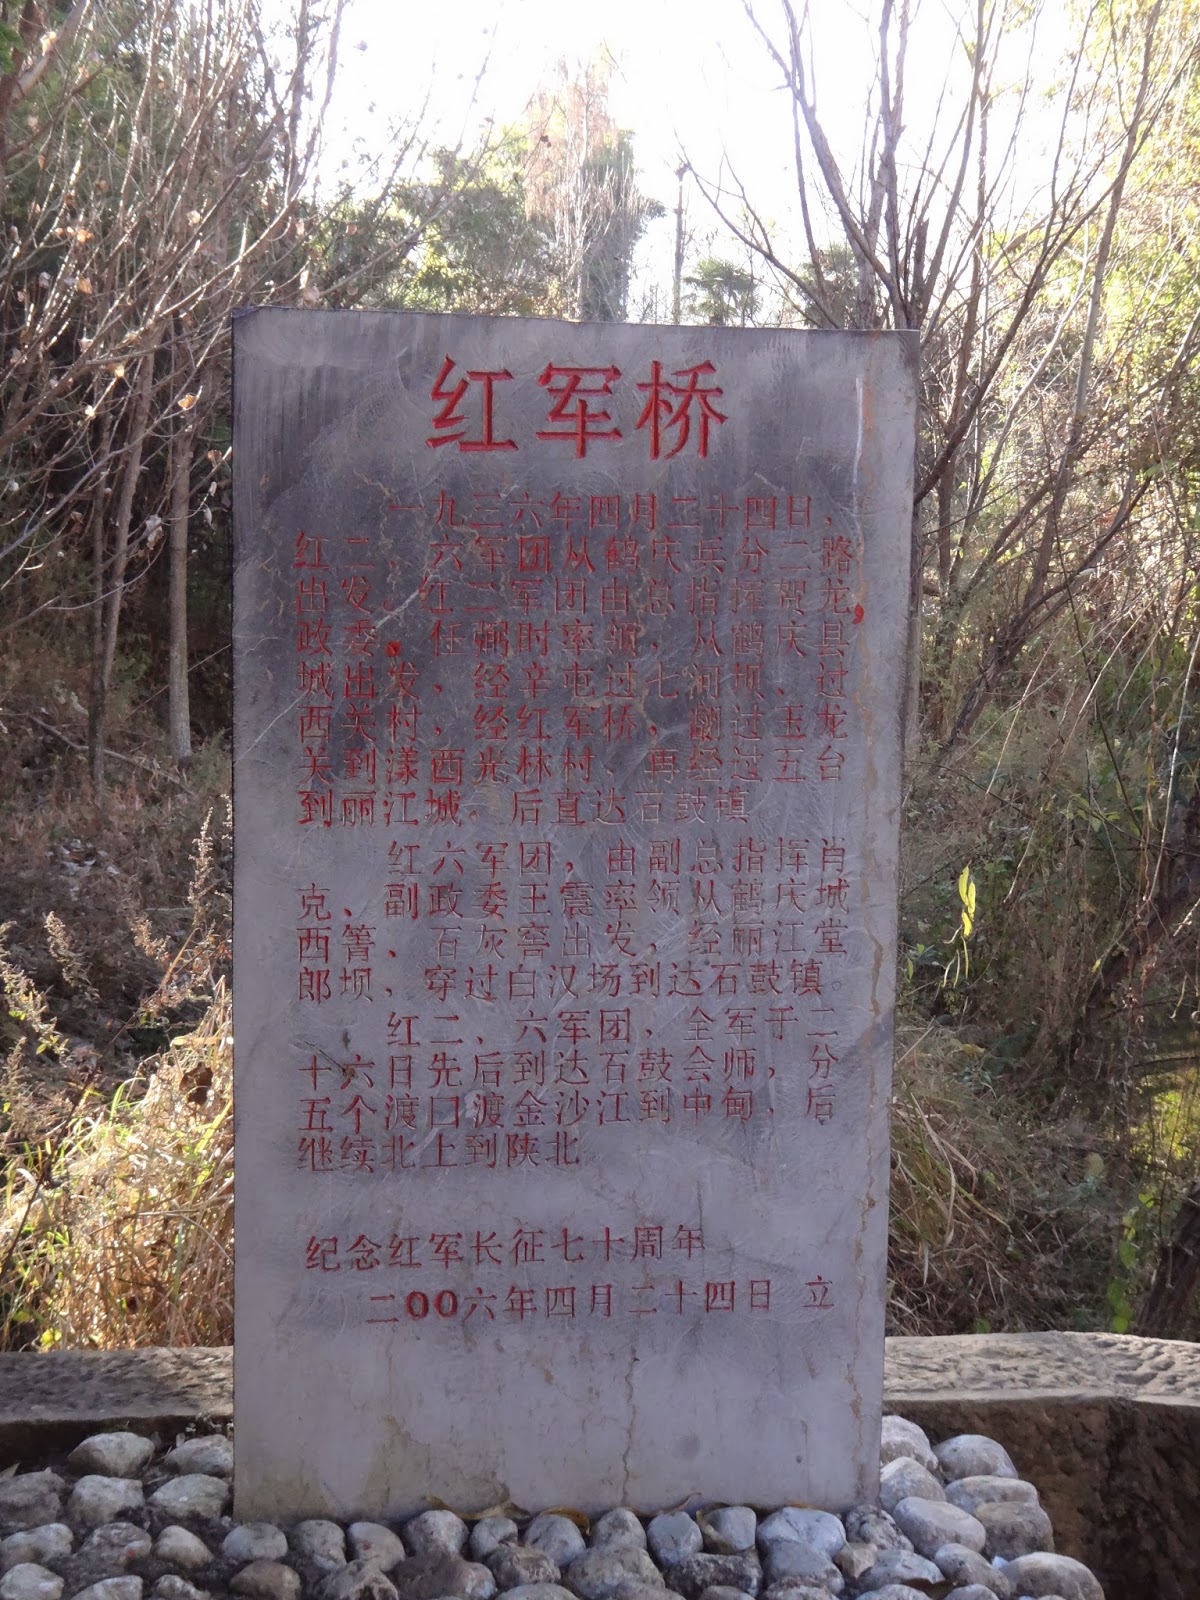 红军桥
一九三六年四月二十四日，
红二、六军团从鹤庆兵分二路
出发。红二军团由总指挥贺龙，
政委，任弼时率领，从鹤庆县
城出发、经辛屯过七河坝、过
西关村，经红军桥，翻过玉龙
关到漾西光林村、再经过五台
到丽江城。后直达石鼓镇
红六军团，由副总指挥肖
克、副政委王震率领从鹤庆城
西箐、百灰窑出发，经丽江堂
郎坝，穿过白汉场到达石鼓镇。
红二、六军团，全军于二
十六日先后到达石鼓会师，分
五个渡口渡金沙江到中甸，后
继续北上到陕北
纪念红军长征七十周年
二00六年四月二十四日 立